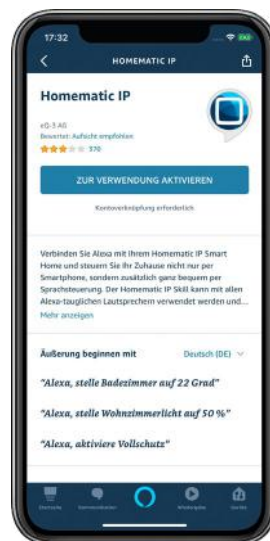 17:32
HOMEMATIC IP
Homematic IP
eQ-3 AG
Bewertet: Aufsicht empfohlen
370
ZUR VERWENDUNG AKTIVIEREN
Kontoverknüpfung erforderlich
Verbinden Sie Alexa mit Ihrem Homematic IP Smart
Home und steuern Sie Ihr Zuhause nicht nur per
Smartphone, sondern zusätzlich ganz bequem per
Sprachsteuerung. Der Homematic IP Skill kann mit allen
Alexa-tauglichen Lautsprechern verwendet werden und...
Mehr anzeigen
Äußerung beginnen mit
Deutsch (DE)
"Alexa, stelle Badezimmer auf 22 Grad"
"Alexa, stelle Wohnzimmerlicht auf 50 %"
"Alexa, aktiviere Vollschutz"
Startseite Kommunikation Wiedergabe Geräte